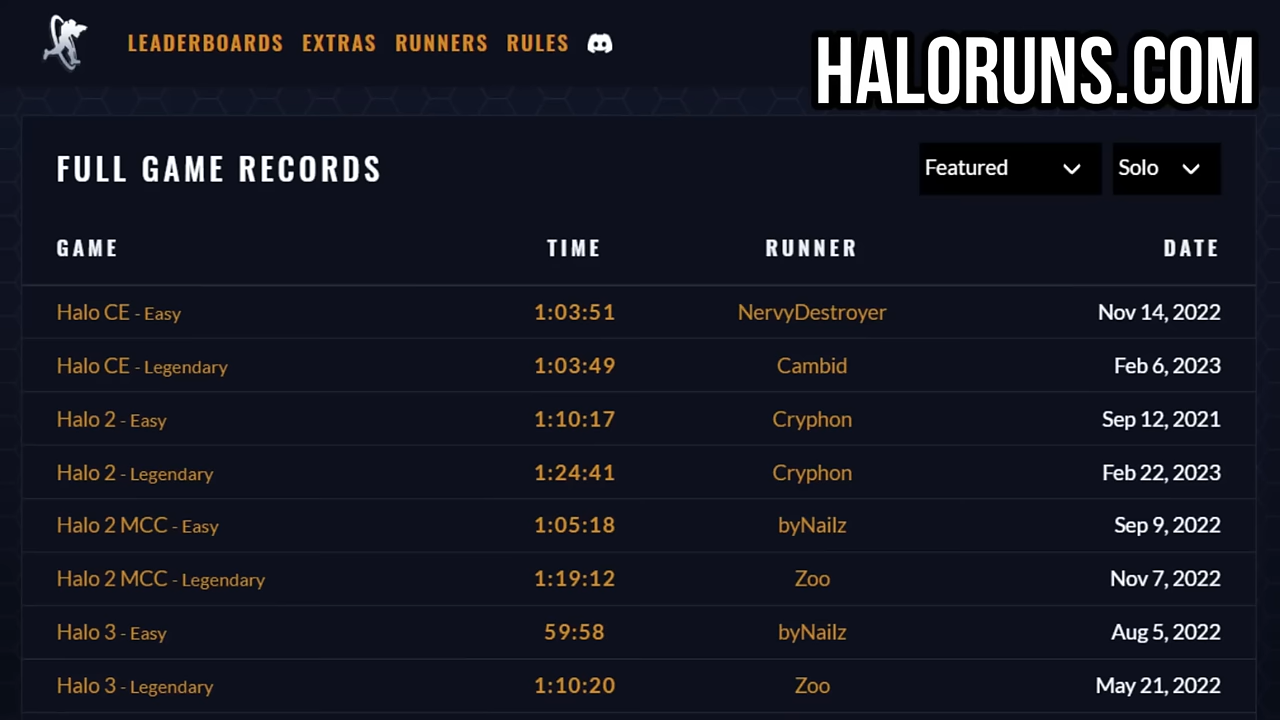 LEADERBOARDS EXTRAS RUNNERS RULES
HALORUNS.COM
FULL GAME RECORDS
Featured Solo
GAME TIME RUNNER DATE
Halo CE - Easy 1:03:51 NervyDestroyer Nov 14, 2022
Halo CE - Legendary 1:03:49 Cambid Feb 6, 2023
Halo 2 - Easy 1:10:17 Cryphon Sep 12, 2021
Halo 2 - Legendary 1:24:41 Cryphon Feb 22, 2023
Halo 2 MCC - Easy 1:05:18 byNailz Sep 9, 2022
Halo 2 MCC - Legendary 1:19:12 Zoo Nov 7, 2022
Halo 3 - Easy 59:58 byNailz Aug 5, 2022
Halo 3 - Legendary 1:10:20 Zoo May 21, 2022